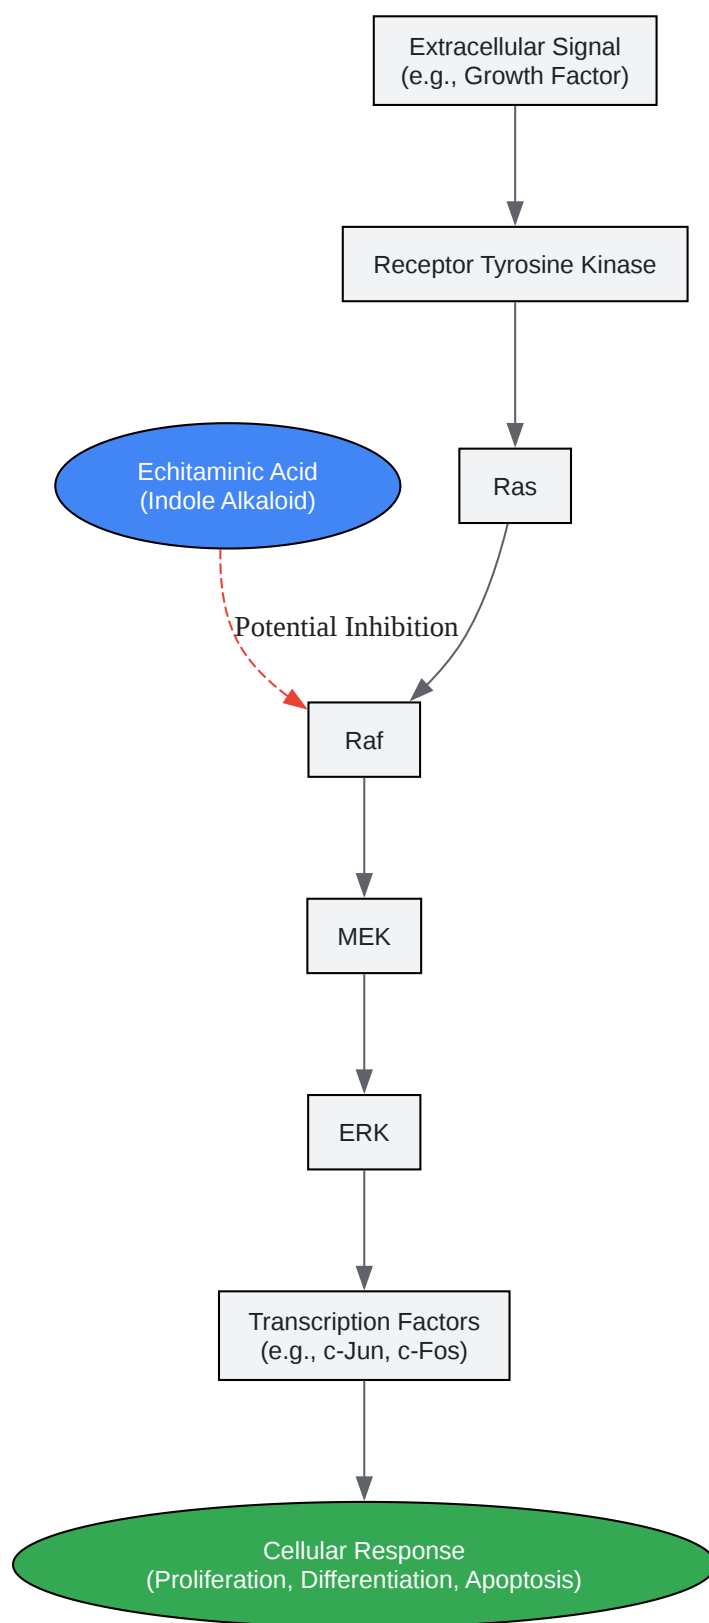 Extracellular Signal
(e.g., Growth Factor)
Receptor Tyrosine Kinase
Echitaminic Acid
(Indole Alkaloid)
Ras
Potential Inhibition
Raf
MEK
ERK
Transcription Factors
(e.g., c-Jun, c-Fos)
Cellular Response
(Proliferation, Differentiation, Apoptosis)